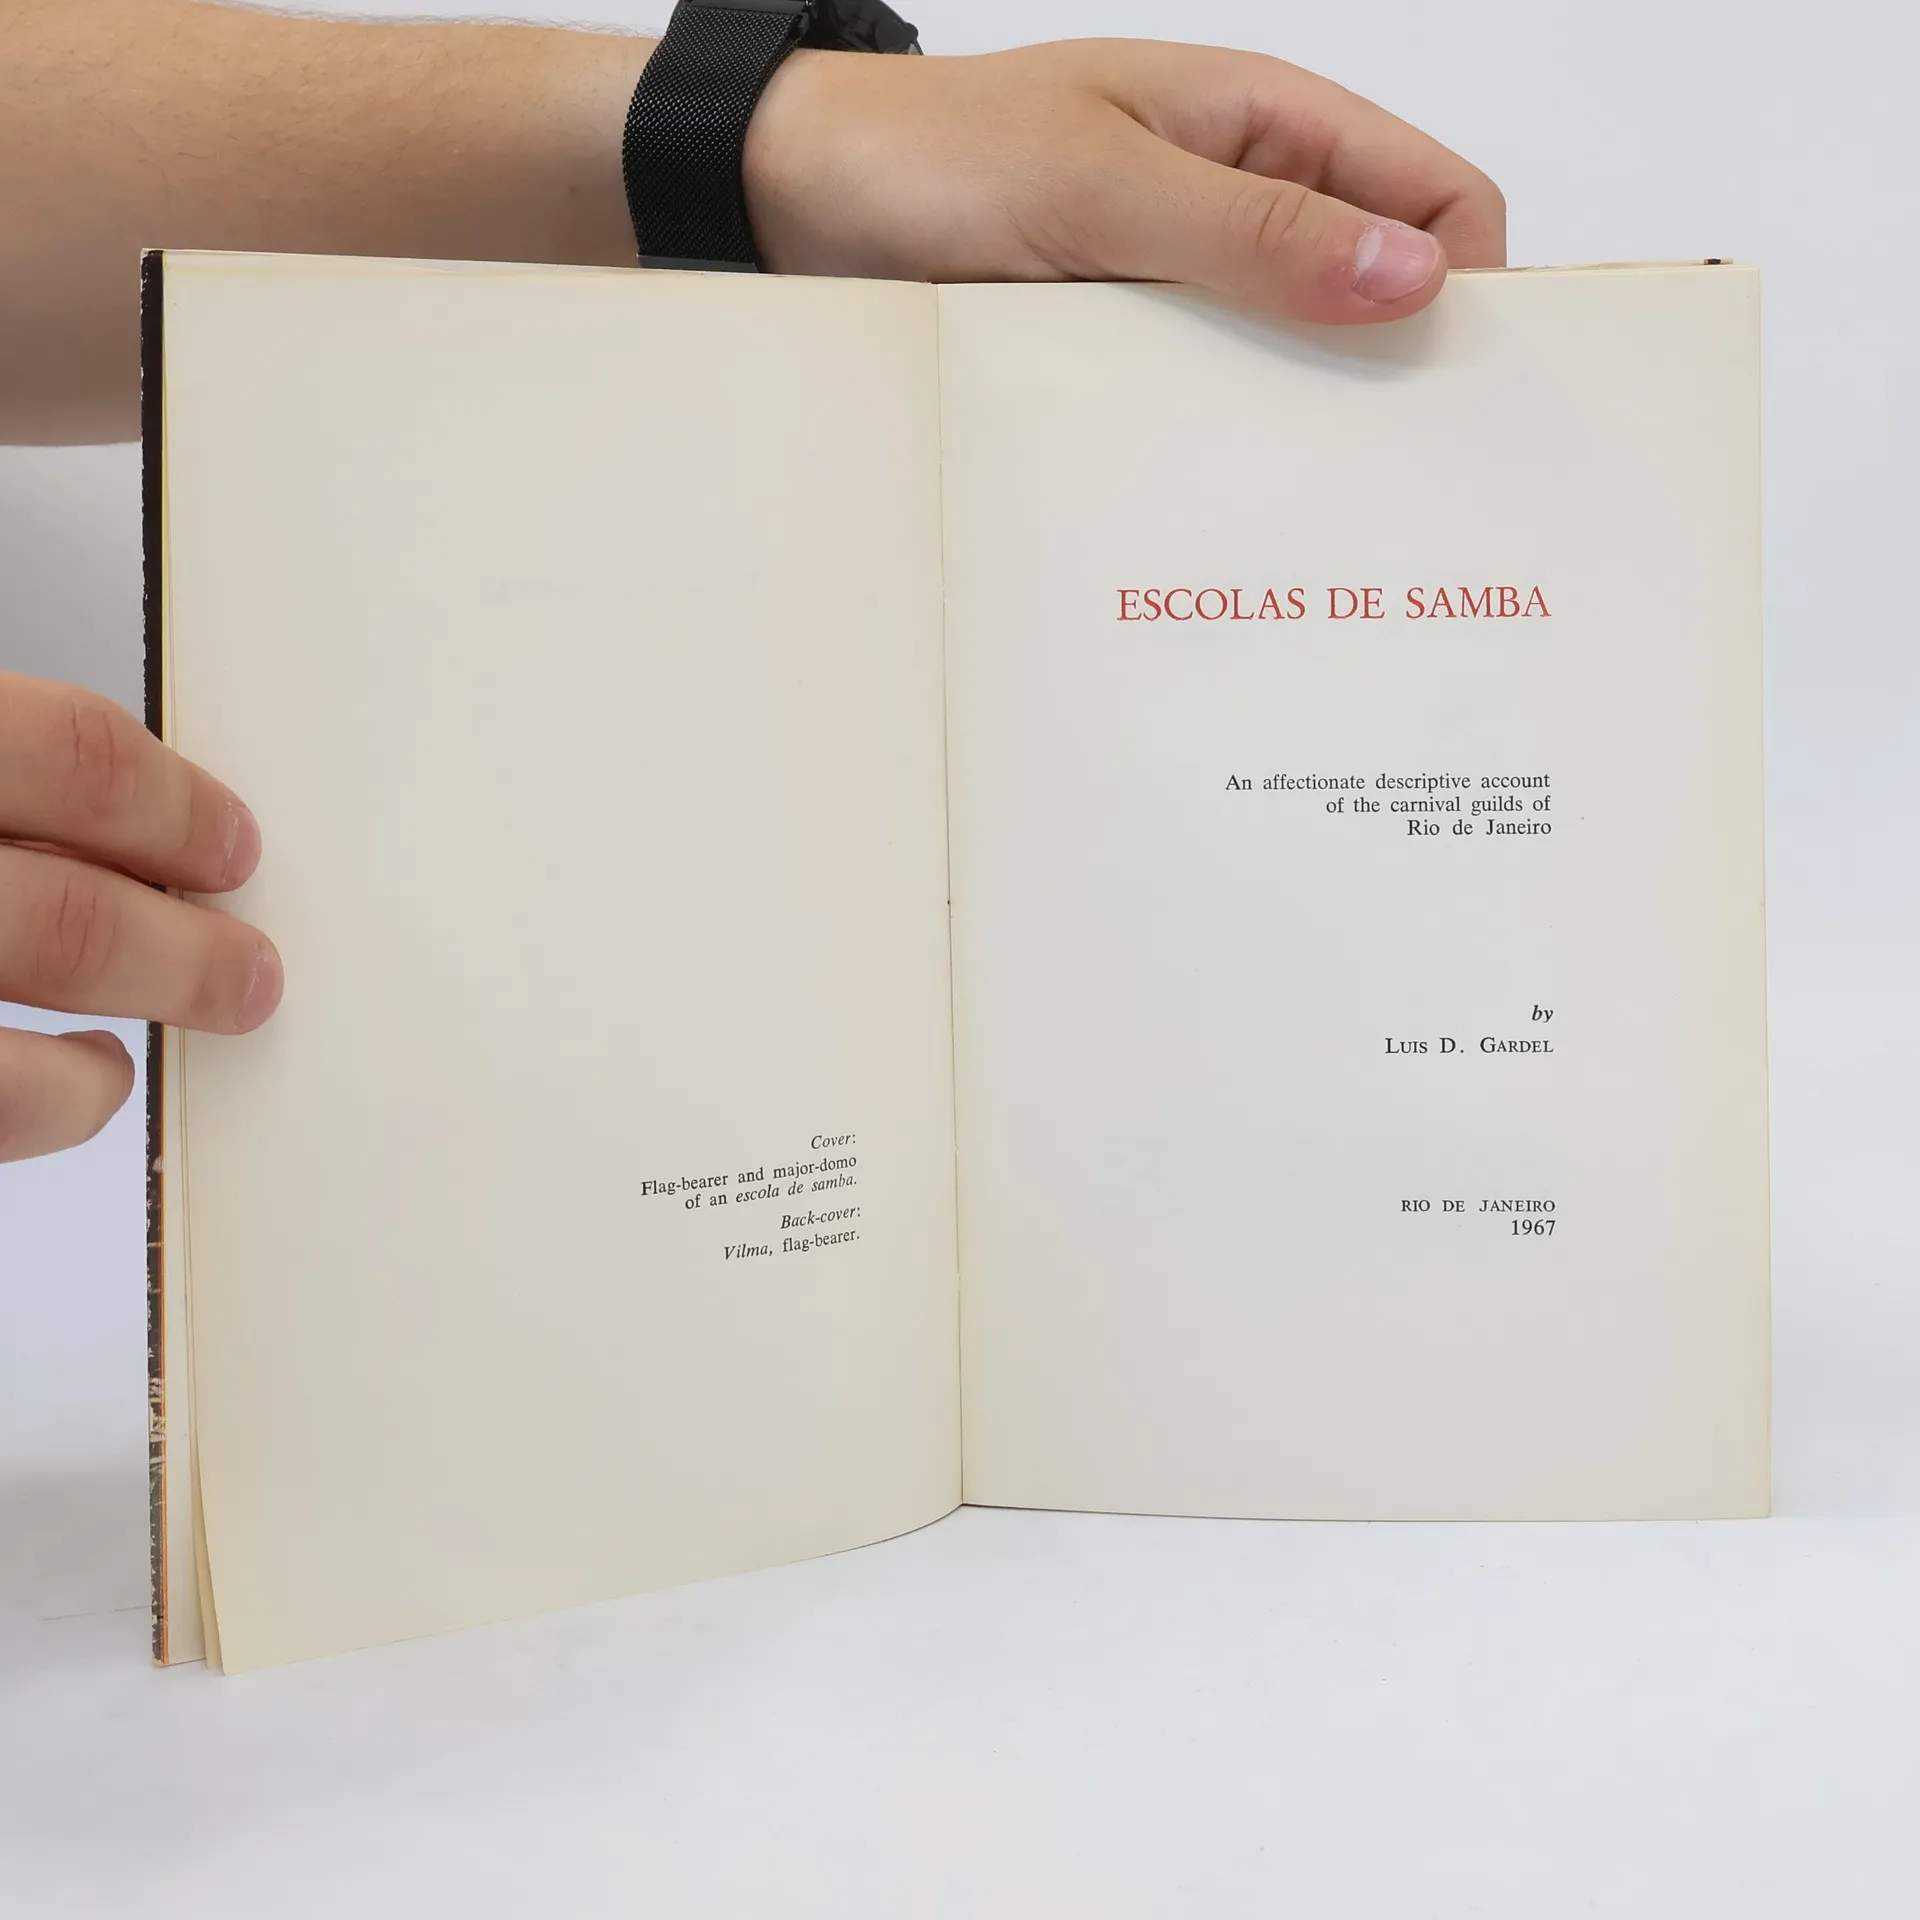 Cover:
Flag-bearer and major-domo
of an escola de samba.
Back-cover:
Vilma, flag-bearer.
ESCOLAS DE SAMBA
An affectionate descriptive account
of the carnival guilds of
Rio de Janeiro
by
LUIS D. GARDEL
RIO DE JANEIRO
1967